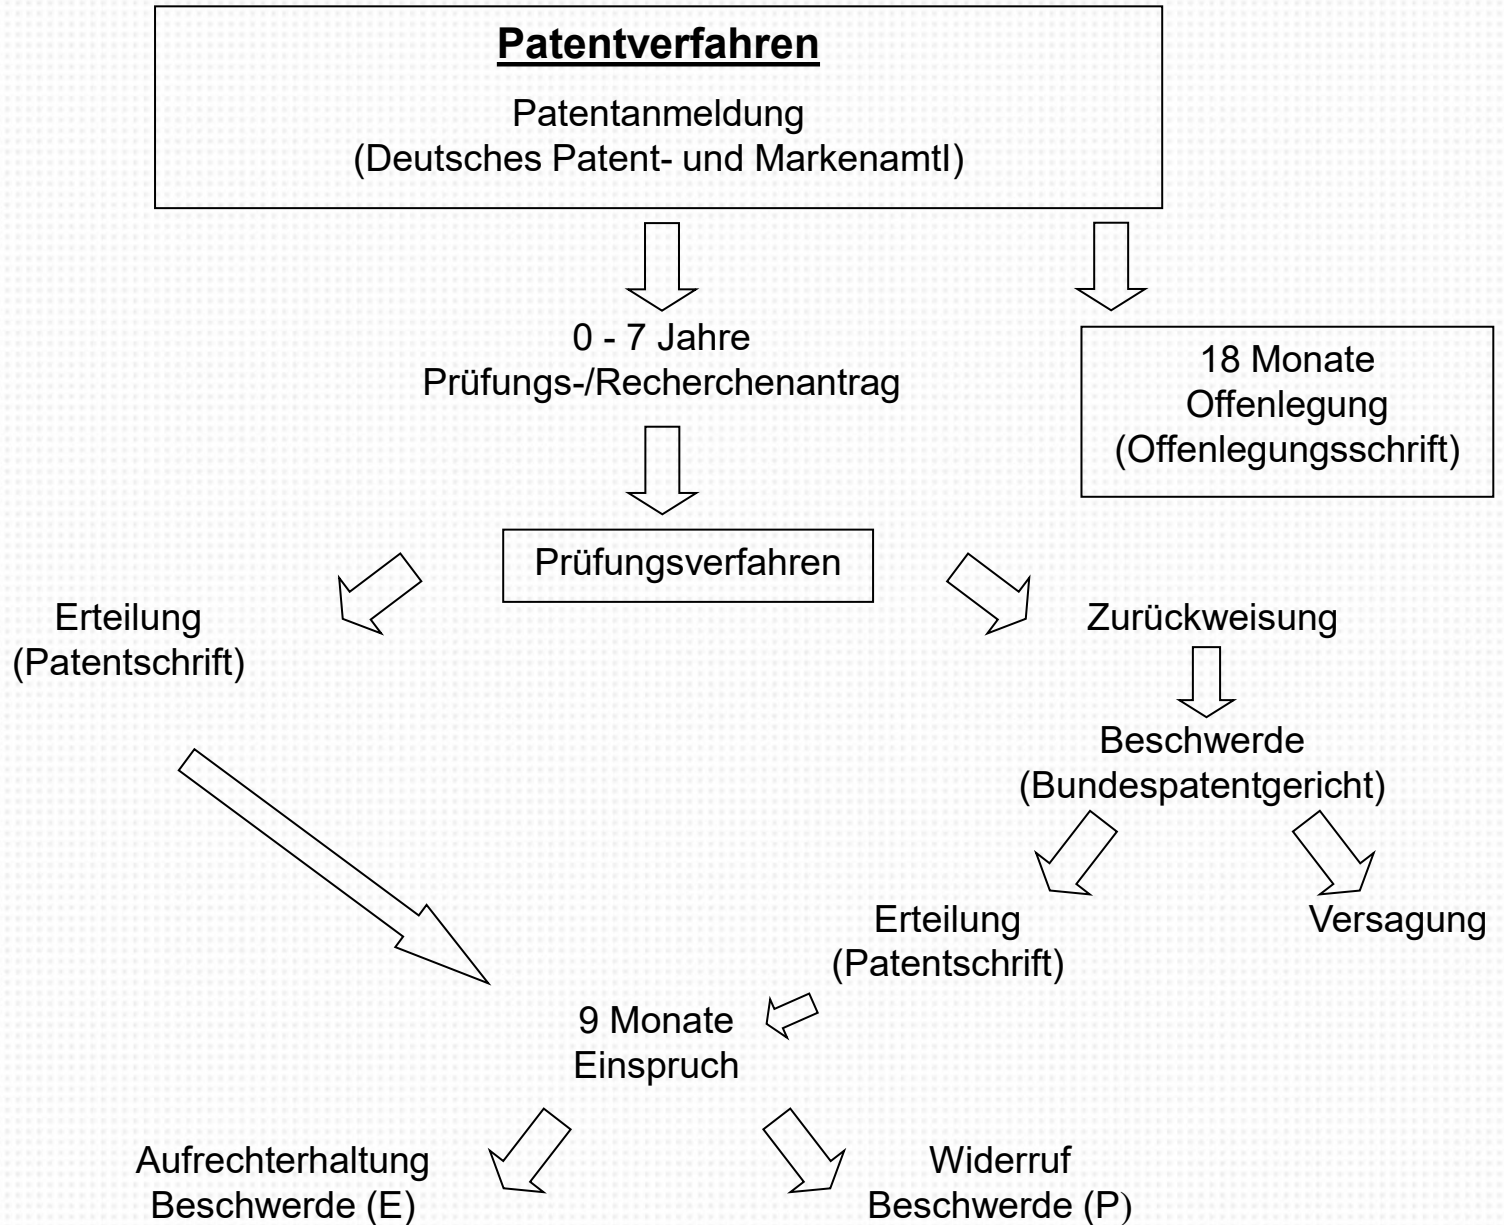 Patentverfahren
Patentanmeldung
(Deutsches Patent- und Markenamtl)
0 - 7 Jahre
Prüfungs-/Recherchenantrag
18 Monate
Offenlegung
(Offenlegungsschrift)
Prüfungsverfahren
Erteilung
(Patentschrift)
Zurückweisung
Beschwerde
(Bundespatentgericht)
Erteilung
(Patentschrift)
Versagung
9 Monate
Einspruch
Aufrechterhaltung
Beschwerde (E)
Widerruf
Beschwerde (P)